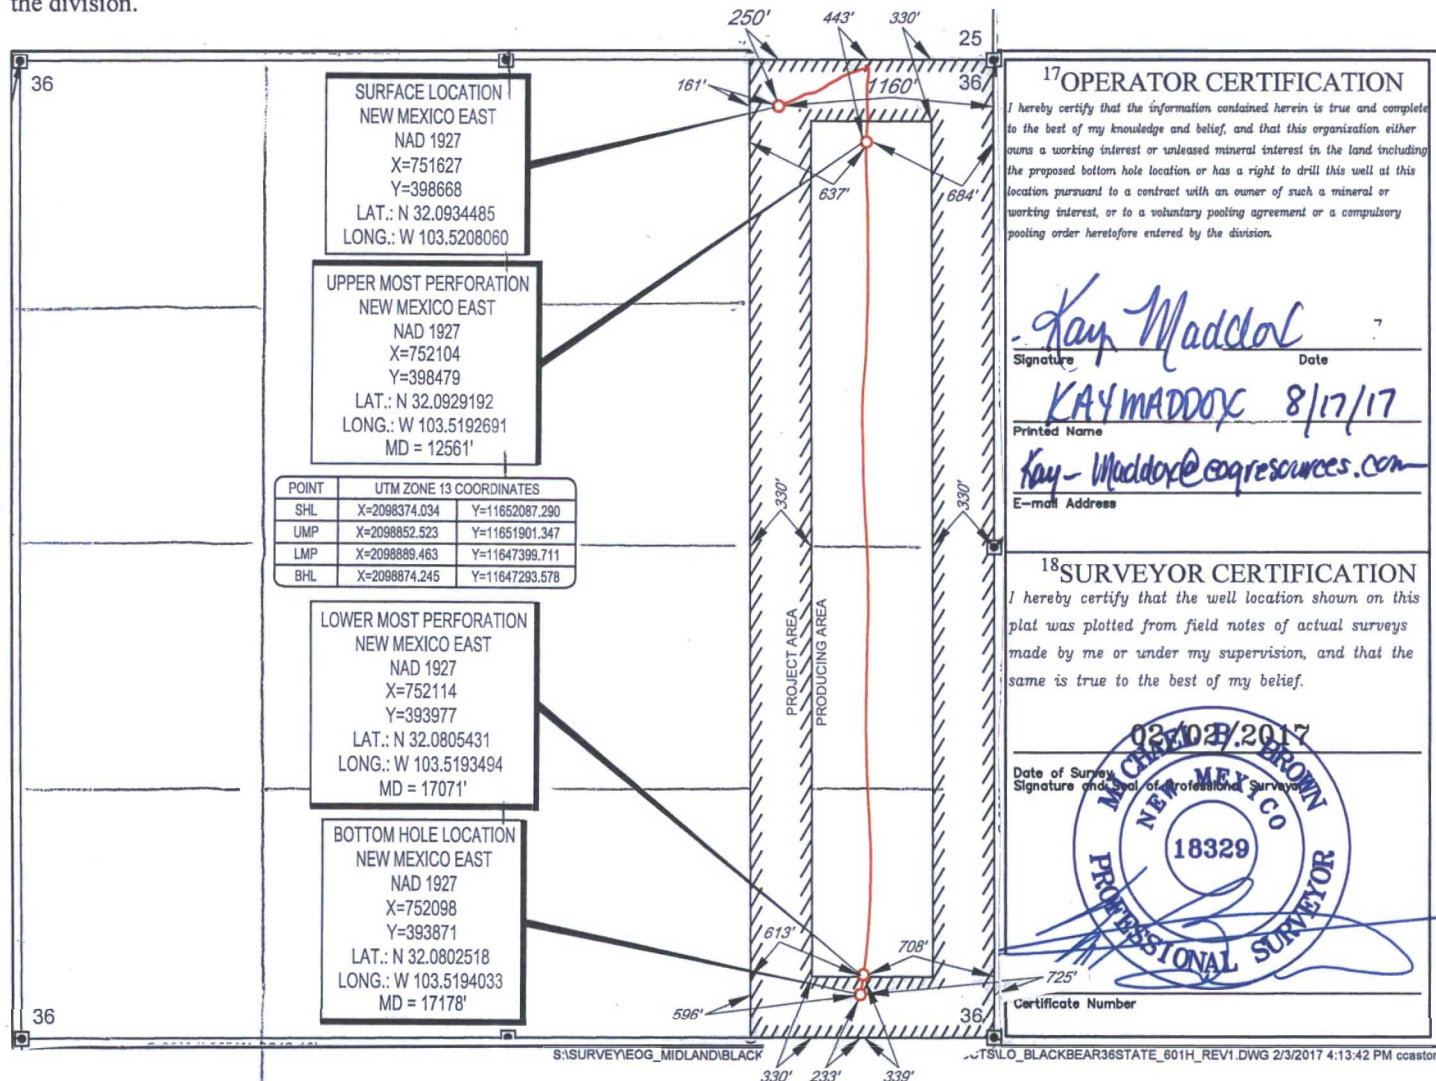 the division.
250'
443'
330'
25
36
36
161'
1160'
SURFACE LOCATION
NEW MEXICO EAST
NAD 1927
X=751627
Y=398668
LAT.: N 32.0934485
LONG.: W 103.5208060
637'
684'
UPPER MOST PERFORATION
NEW MEXICO EAST
NAD 1927
X=752104
Y=398479
LAT.: N 32.0929192
LONG.: W 103.5192691
MD = 12561'
POINT UTM ZONE 13 COORDINATES
SHL X=2098374.034 Y=11652087.290
UMP X=2098852.523 Y=11651901.347
LMP X=2098889.463 Y=11647399.711
BHL X=2098874.245 Y=11647293.578
330'
330'
PROJECT AREA
PRODUCING AREA
LOWER MOST PERFORATION
NEW MEXICO EAST
NAD 1927
X=752114
Y=393977
LAT.: N 32.0805431
LONG.: W 103.5193494
MD = 17071'
BOTTOM HOLE LOCATION
NEW MEXICO EAST
NAD 1927
X=752098
Y=393871
LAT.: N 32.0802518
LONG.: W 103.5194033
MD = 17178'
613'
708'
725'
596'
36
36
330'
233'
339'
S:\SURVEY\EOG_MIDLAND\BLACK
CTS\LO_BLACKBEAR36STATE_601H_REV1.DWG 2/3/2017 4:13:42 PM ccastor
17 OPERATOR CERTIFICATION
I hereby certify that the information contained herein is true and complete
to the best of my knowledge and belief, and that this organization either
owns a working interest or unleased mineral interest in the land including
the proposed bottom hole location or has a right to drill this well at this
location pursuant to a contract with an owner of such a mineral or
working interest, or to a voluntary pooling agreement or a compulsory
pooling order heretofore entered by the division.
Kay Maddox
Signature Date
KAY MADDOX 8/17/17
Printed Name
Kay-Maddox@eogresources.com
E-mail Address
18 SURVEYOR CERTIFICATION
I hereby certify that the well location shown on this
plat was plotted from field notes of actual surveys
made by me or under my supervision, and that the
same is true to the best of my belief.
02/02/2017
Date of Survey
Signature and Seal of Professional Surveyor
MICHAEL B. BROWN
NEW MEXICO
18329
PROFESSIONAL SURVEYOR
Certificate Number